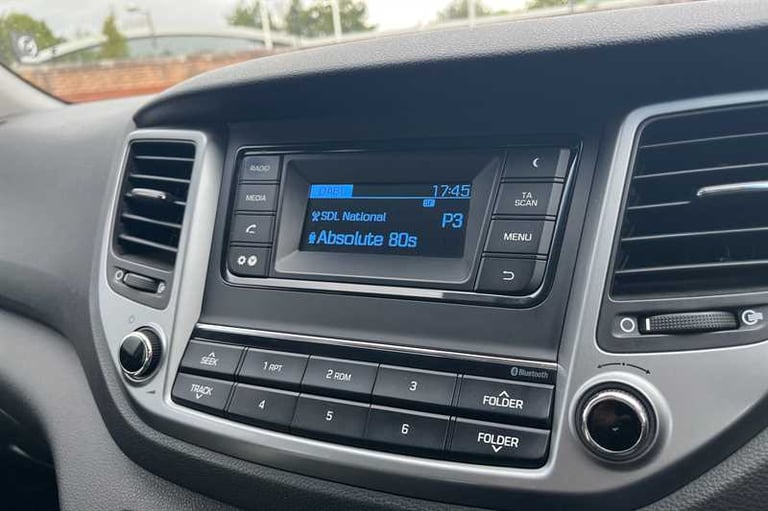 RADIO
MEDIA
DAB1 17:45
SDL National P3
Absolute 80s
TA
SCAN
MENU
Bluetooth
SEEK
1 RPT
2 RDM
3
FOLDER
TRACK
4
5
6
FOLDER